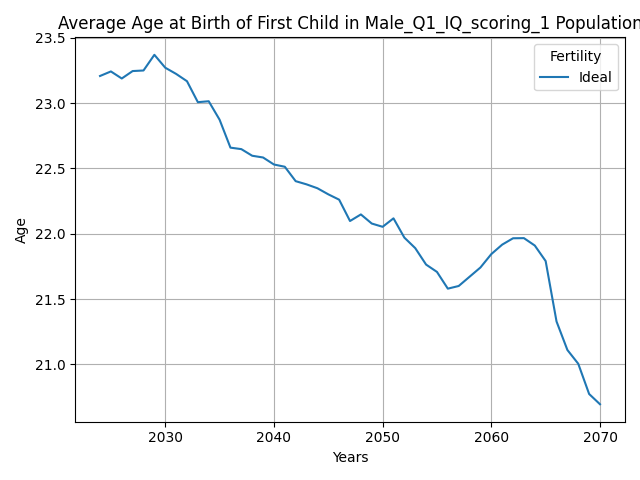 Average Age at Birth of First Child in Male_Q1_IQ_scoring_1 Population
Fertility
Ideal
23.5
23.0
22.5
22.0
21.5
21.0
Age
2030 2040 2050 2060 2070
Years